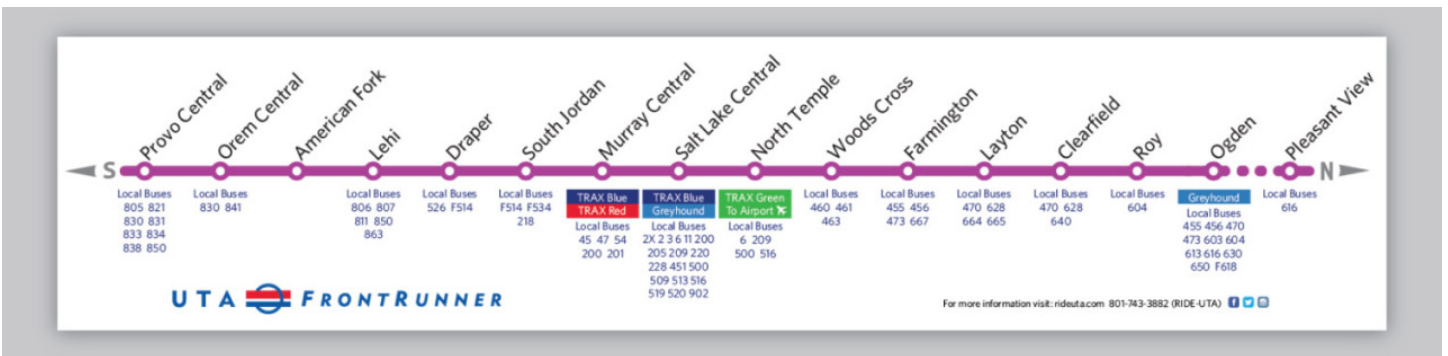 Provo Central
Orem Central
American Fork
Lehi
Draper
South Jordan
Murray Central
Salt Lake Central
North Temple
Woods Cross
Farmington
Layton
Clearfield
Roy
Ogden
Pleasant View
S
N
Local Buses
805 821
830 831
833 834
838 850
Local Buses
830 841
Local Buses
806 807
811 850
863
Local Buses
526 F514
Local Buses
F514 F534
218
TRAX Blue
TRAX Red
Local Buses
45 47 54
200 201
TRAX Blue
Greyhound
Local Buses
2X 2 3 6 11 200
205 209 220
228 451 500
509 513 516
519 520 902
TRAX Green
To Airport
Local Buses
6 209
500 516
Local Buses
460 461
463
Local Buses
455 456
473 667
Local Buses
470 628
664 665
Local Buses
470 628
640
Local Buses
604
Greyhound
Local Buses
455 456 470
473 603 604
613 616 630
650 F618
Local Buses
616
UTA FRONTRUNNER
For more information visit: rideuta.com 801-743-3882 (RIDE-UTA)